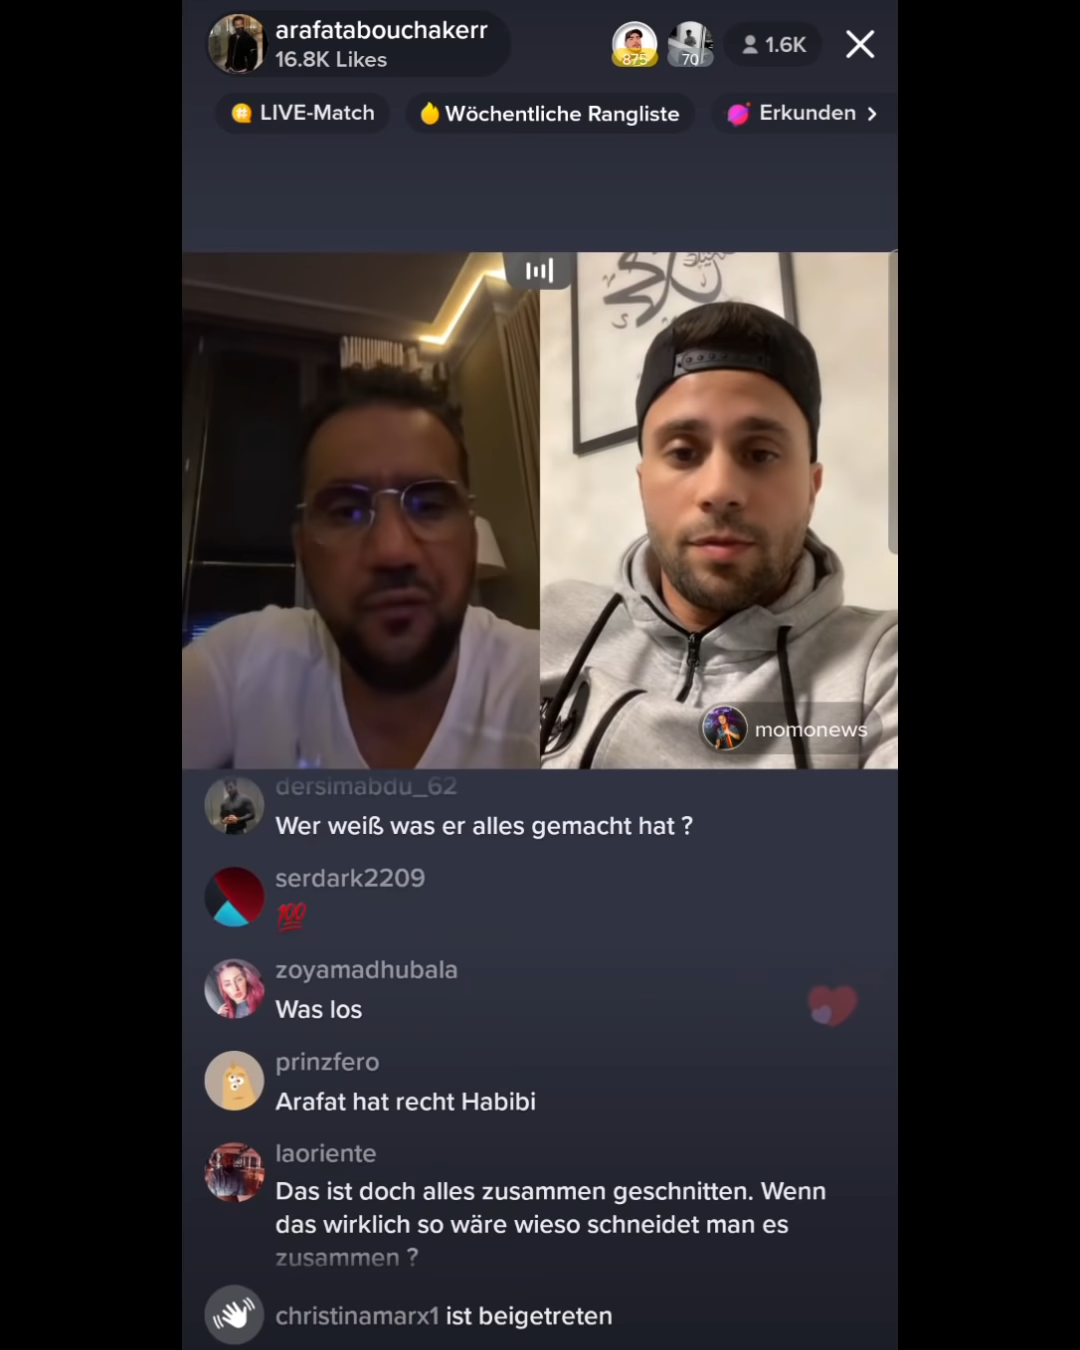 arafatabouchakerr
16.8K Likes
875
70
1.6K
LIVE-Match
Wöchentliche Rangliste
Erkunden
momonews
dersimabdu_62
Wer weiß was er alles gemacht hat ?
serdark2209
💯
zoyamadhubala
Was los
prinzfero
Arafat hat recht Habibi
laoriente
Das ist doch alles zusammen geschnitten. Wenn
das wirklich so wäre wieso schneidet man es
zusammen ?
christinamarx1 ist beigetreten